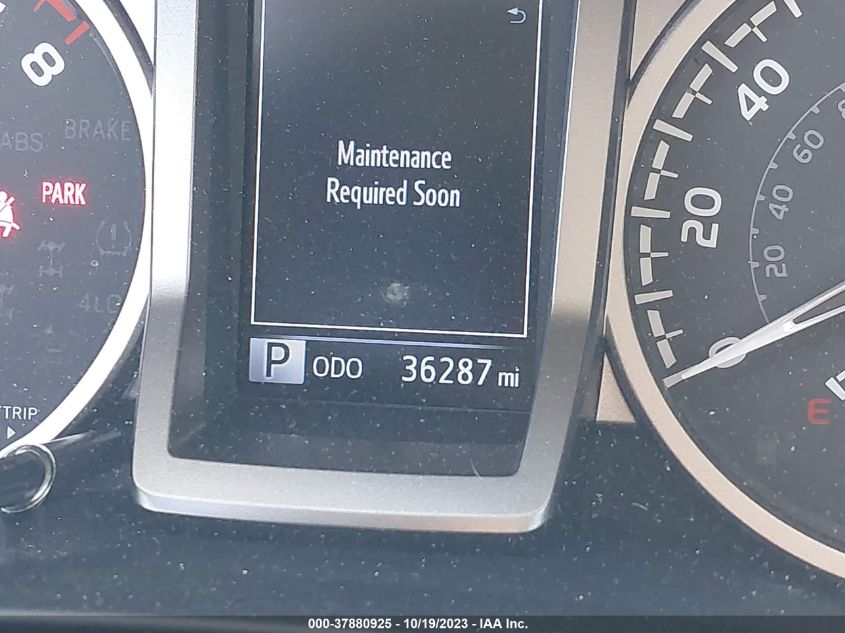 8
ABS
BRAKE
PARK
4LO
TRIP
Maintenance
Required Soon
P ODO 36287 mi
40
20
0
60
40
20
E
000-37880925 - 10/19/2023 - IAA Inc.